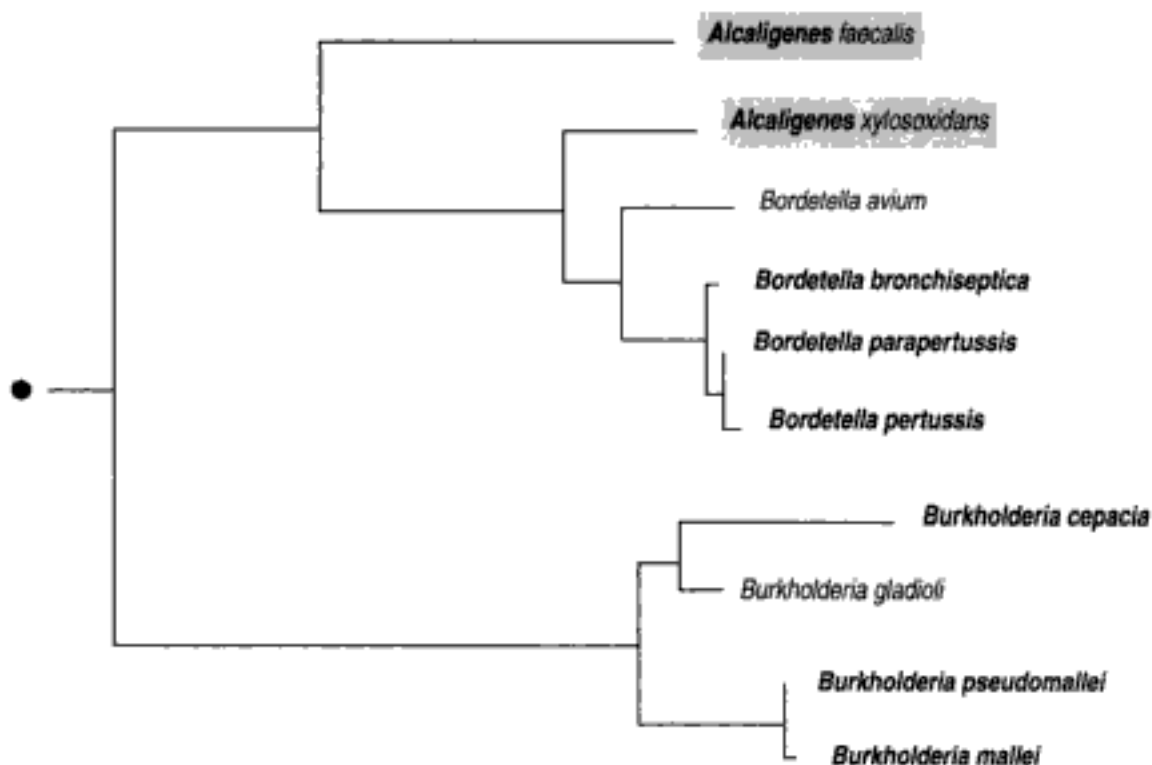 Alcaligenes faecalis
Alcaligenes xylosoxidans
Bordetella avium
Bordetella bronchiseptica
Bordetella parapertussis
Bordetella pertussis
Burkholderia cepacia
Burkholderia gladioli
Burkholderia pseudomallei
Burkholderia mallei